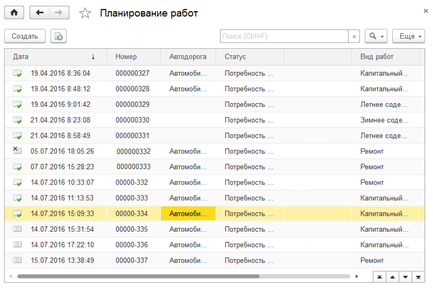 Планирование работ
Создать Поиск (Ctrl+F) × Еще
Дата ↓ Номер Автодорога Статус Вид работ
19.04.2016 8:36:04 000000327 Автомоби... Потребность ... Капитальный...
19.04.2016 8:48:12 000000328 Автомоби... Потребность ... Капитальный...
19.04.2016 9:01:42 000000329 Потребность ... Летнее соде...
21.04.2016 8:23:08 000000330 Потребность ... Зимнее соде...
21.04.2016 8:58:49 000000331 Потребность ... Летнее соде...
05.07.2016 18:05:26 000000332 Автомоби... Потребность ... Ремонт
07.07.2016 15:28:23 000000333 Автомоби... Потребность ... Ремонт
14.07.2016 10:33:07 00000-332 Автомоби... Потребность ... Ремонт
14.07.2016 11:13:53 00000-333 Автомоби... Потребность ... Капитальный...
14.07.2016 15:09:33 00000-334 Автомоби... Потребность ... Капитальный...
14.07.2016 15:31:54 00000-335 Автомоби... Потребность ... Капитальный...
14.07.2016 17:22:10 00000-336 Автомоби... Потребность ... Капитальный...
15.07.2016 13:38:49 00000-337 Автомоби... Потребность ... Ремонт